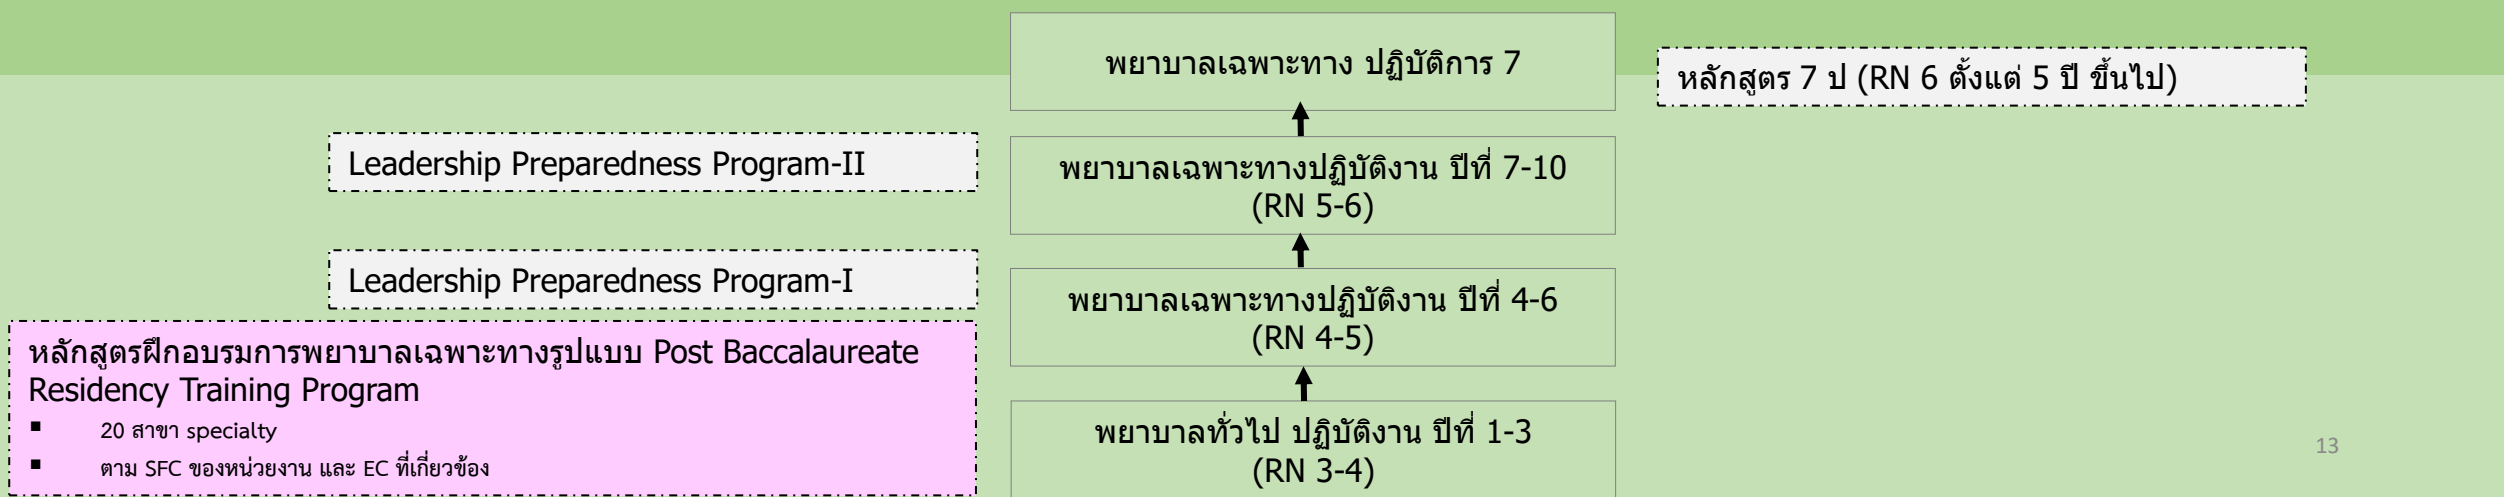 พยาบาลเฉพาะทาง ปฏิบัติการ 7
หลักสูตร 7 ป (RN 6 ตั้งแต่ 5 ปี ขึ้นไป)
Leadership Preparedness Program-II
พยาบาลเฉพาะทางปฏิบัติงาน ปีที่ 7-10
(RN 5-6)
Leadership Preparedness Program-I
พยาบาลเฉพาะทางปฏิบัติงาน ปีที่ 4-6
(RN 4-5)
หลักสูตรฝึกอบรมการพยาบาลเฉพาะทางรูปแบบ Post Baccalaureate
Residency Training Program
▪ 20 สาขา specialty
▪ ตาม SFC ของหน่วยงาน และ EC ที่เกี่ยวข้อง
พยาบาลทั่วไป ปฏิบัติงาน ปีที่ 1-3
(RN 3-4)
13